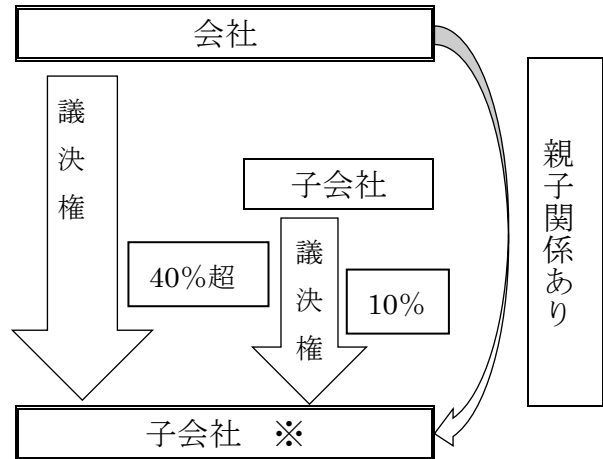 会社
議決権
子会社
40％超
議決権
10％
親子関係あり
子会社　※